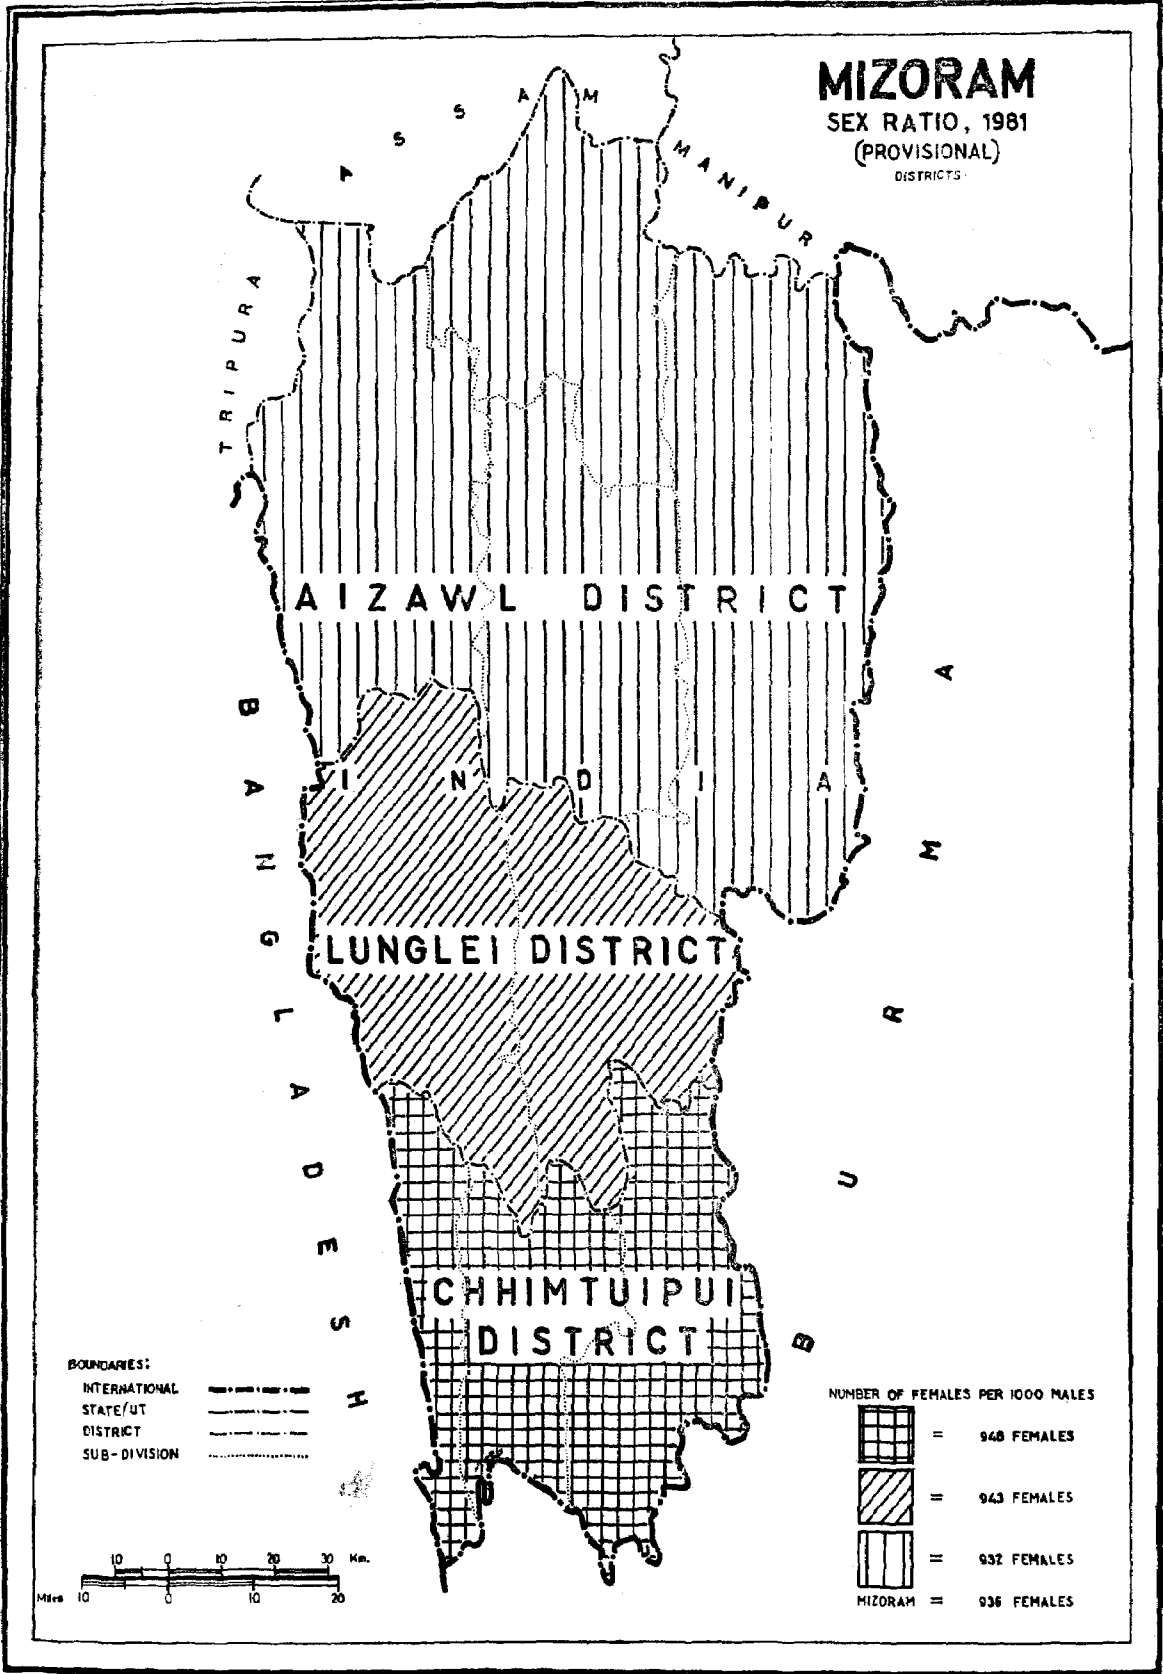 MIZORAM
SEX RATIO, 1981
(PROVISIONAL)
DISTRICTS
ASSAM
MANIPUR
TRIPURA
AIZAWL DISTRICT
INDIA
LUNGLEI DISTRICT
CHHIMTUIPUI
DISTRICT
BANGLADESH
BURMA
BOUNDARIES:
INTERNATIONAL
STATE/UT
DISTRICT
SUB-DIVISION
10 0 10 20 30 Km.
Miles 10 0 10 20
NUMBER OF FEMALES PER 1000 MALES
= FEMALES
= 943 FEMALES
= 932 FEMALES
MIZORAM = FEMALES